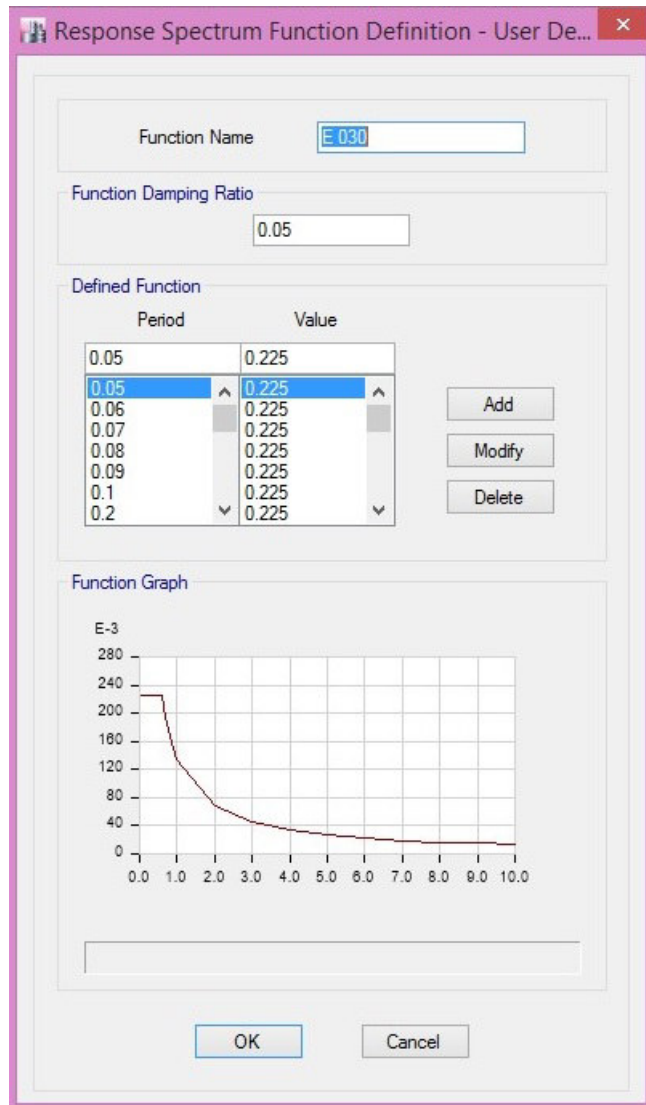 Response Spectrum Function Definition - User De...
Function Name E 030
Function Damping Ratio
0.05
Defined Function
Period Value
0.05 0.225
0.05 0.225
0.06 0.225
0.07 0.225
0.08 0.225
0.09 0.225
0.1 0.225
0.2 0.225
Add
Modify
Delete
Function Graph
E-3
280
240
200
160
120
80
40
0
0.0 1.0 2.0 3.0 4.0 5.0 6.0 7.0 8.0 9.0 10.0
OK Cancel